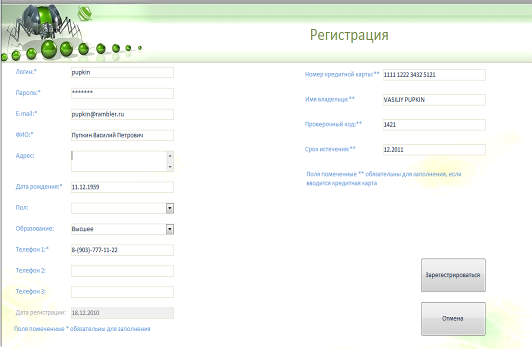 Регистрация
Логин:* pupkin
Пароль:* *******
E-mail:* pupkin@rambler.ru
ФИО:* Пупкин Василий Петрович
Адрес:
Дата рождения:* 11.12.1959
Пол:
Образование: Высшее
Телефон 1:* 8-(903)-777-11-22
Телефон 2:
Телефон 3:
Дата регистрации: 18.12.2010
Поля помеченные * обязательны для заполнения
Номер кредитной карты:** 1111 1222 3432 5121
Имя владельца:** VASILIY PUPKIN
Проверочный код:** 1421
Срок истечения:** 12.2011
Поля помеченные ** обязательны для заполнения, если
вводится кредитная карта
Зарегистрироваться
Отмена